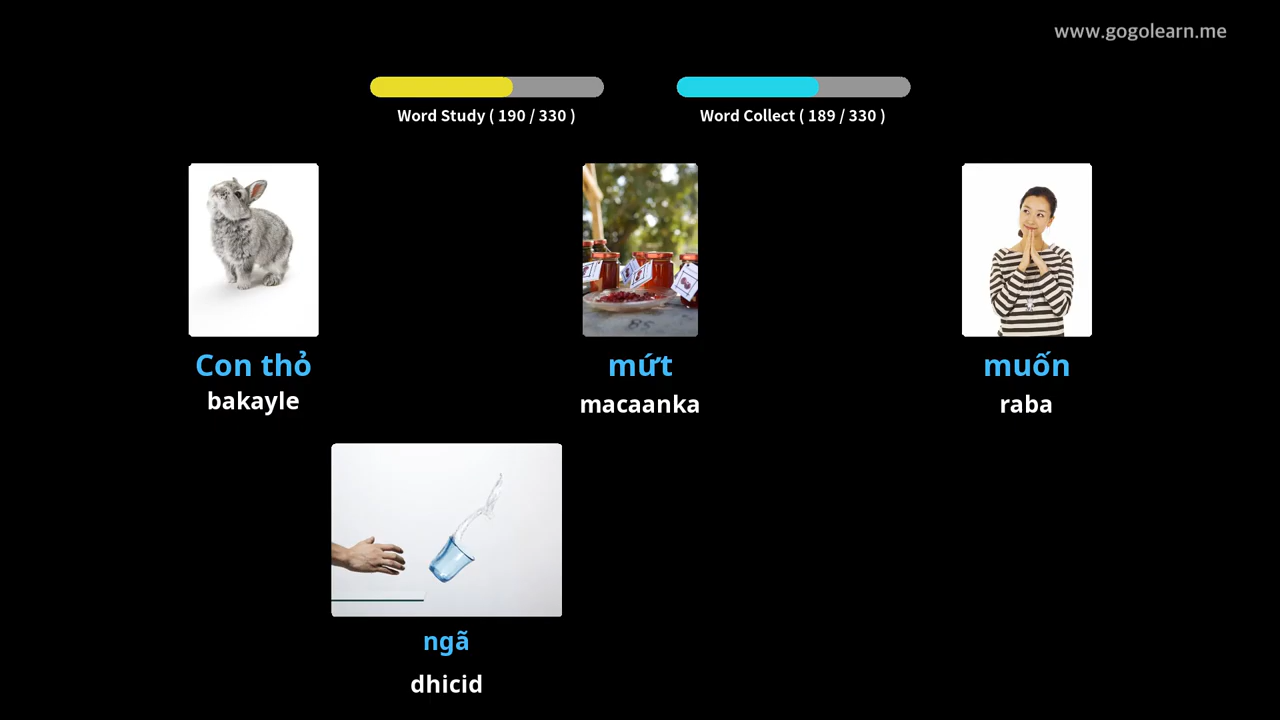 www.gogolearn.me
Word Study ( 190 / 330 )
Word Collect ( 189 / 330 )
Con thỏ
bakayle
mứt
macaanka
muốn
raba
ngã
dhicid